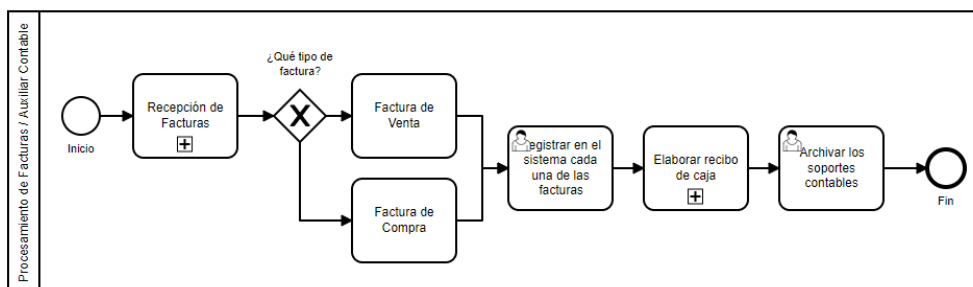 Procesamiento de Facturas / Auxiliar Contable
Inicio
Recepción de
Facturas
¿Qué tipo de
factura?
Factura de
Venta
Factura de
Compra
egistrar en el
sistema cada
una de las
facturas
Elaborar recibo
de caja
Archivar los
soportes
contables
Fin